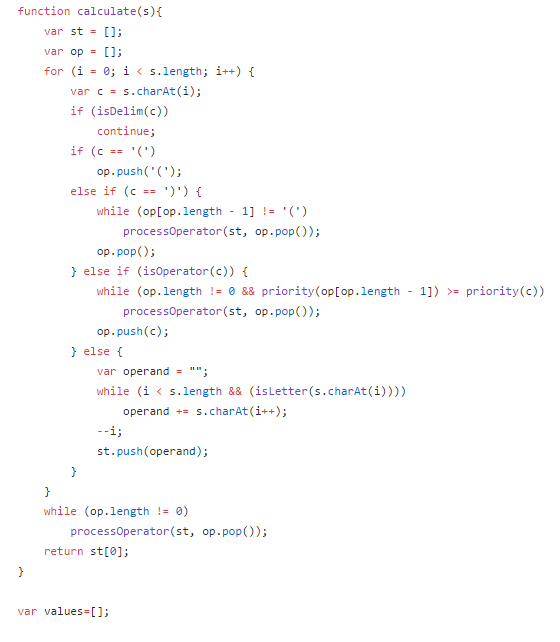 function calculate(s){
var st = [];
var op = [];
for (i = 0; i < s.length; i++) {
var c = s.charAt(i);
if (isDelim(c))
continue;
if (c == '(')
op.push('(');
else if (c == ')') {
while (op[op.length - 1] != '(')
processOperator(st, op.pop());
op.pop();
} else if (isOperator(c)) {
while (op.length != 0 && priority(op[op.length - 1]) >= priority(c))
processOperator(st, op.pop());
op.push(c);
} else {
var operand = "";
while (i < s.length && (isLetter(s.charAt(i))))
operand += s.charAt(i++);
--i;
st.push(operand);
}
}
while (op.length != 0)
processOperator(st, op.pop());
return st[0];
}
var values=[];